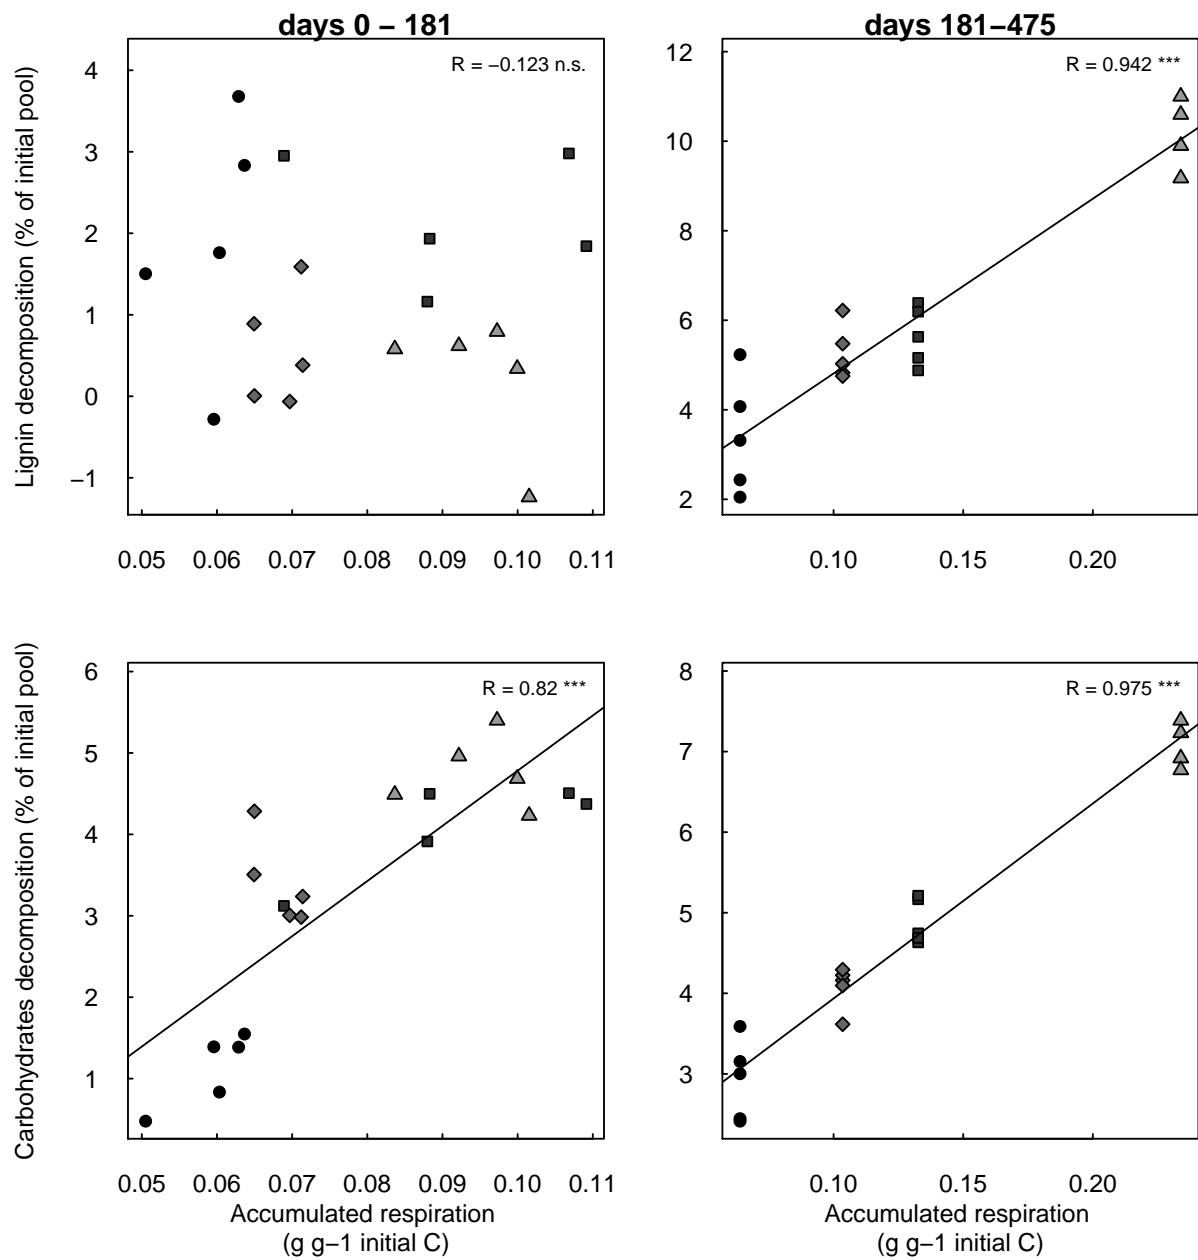 days 0 − 181
days 181−475
R = −0.123 n.s.
R = 0.942 ***
Lignin decomposition (% of initial pool)
4
3
2
1
0
−1
12
10
8
6
4
2
0.05 0.06 0.07 0.08 0.09 0.10 0.11
0.10 0.15 0.20
R = 0.82 ***
R = 0.975 ***
Carbohydrates decomposition (% of initial pool)
6
5
4
3
2
1
8
7
6
5
4
3
0.05 0.06 0.07 0.08 0.09 0.10 0.11
0.10 0.15 0.20
Accumulated respiration
(g g−1 initial C)
Accumulated respiration
(g g−1 initial C)